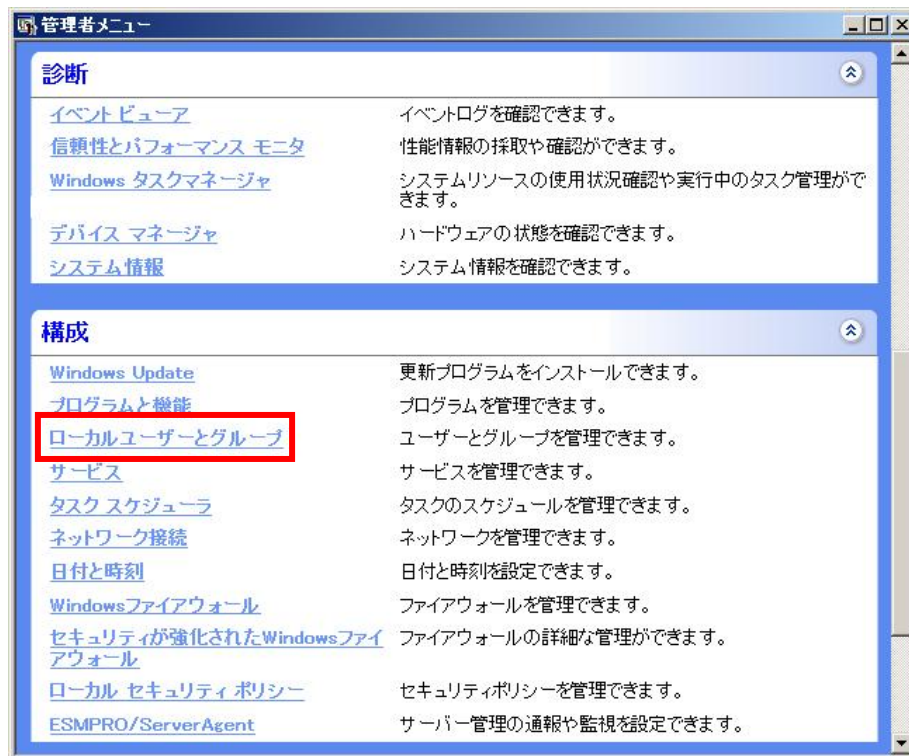 管理者メニュー
診断
イベント ビューア
イベントログを確認できます。
信頼性とパフォーマンス モニタ
性能情報の採取や確認ができます。
Windows タスクマネージャ
システムリソースの使用状況確認や実行中のタスク管理がで
きます。
デバイス マネージャ
ハードウェアの状態を確認できます。
システム情報
システム情報を確認できます。
構成
Windows Update
更新プログラムをインストールできます。
プログラムと機能
プログラムを管理できます。
ローカルユーザーとグループ
ユーザーとグループを管理できます。
サービス
サービスを管理できます。
タスク スケジューラ
タスクのスケジュールを管理できます。
ネットワーク接続
ネットワークを管理できます。
日付と時刻
日付と時刻を設定できます。
Windowsファイアウォール
ファイアウォールを管理できます。
セキュリティが強化されたWindowsファイ
アウォール
ファイアウォールの詳細な管理ができます。
ローカル セキュリティ ポリシー
セキュリティポリシーを管理できます。
ESMPRO/ServerAgent
サーバー管理の通報や監視を設定できます。